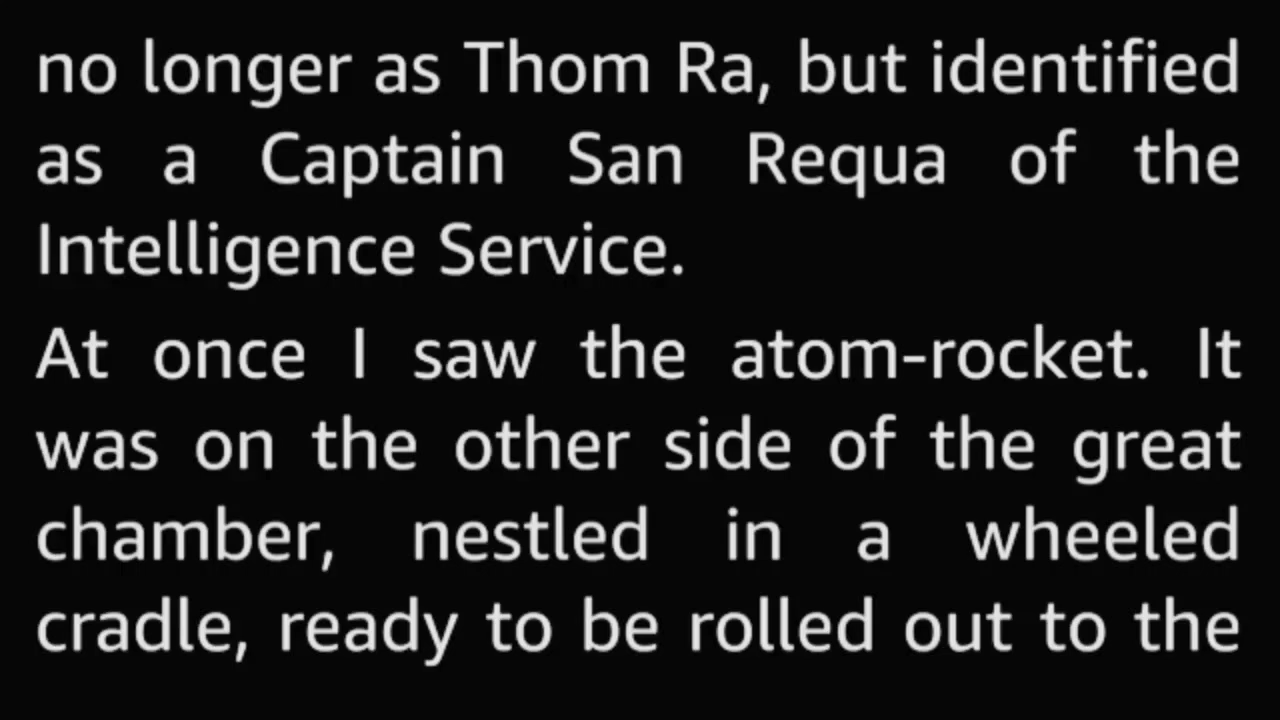 no longer as Thom Ra, but identified
as a Captain San Requa of the
Intelligence Service.
At once I saw the atom-rocket. It
was on the other side of the great
chamber, nestled in a wheeled
cradle, ready to be rolled out to the